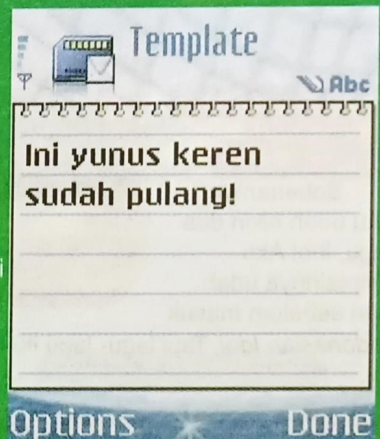 Template
Abc
Ini yunus keren
sudah pulang!
Options
Done